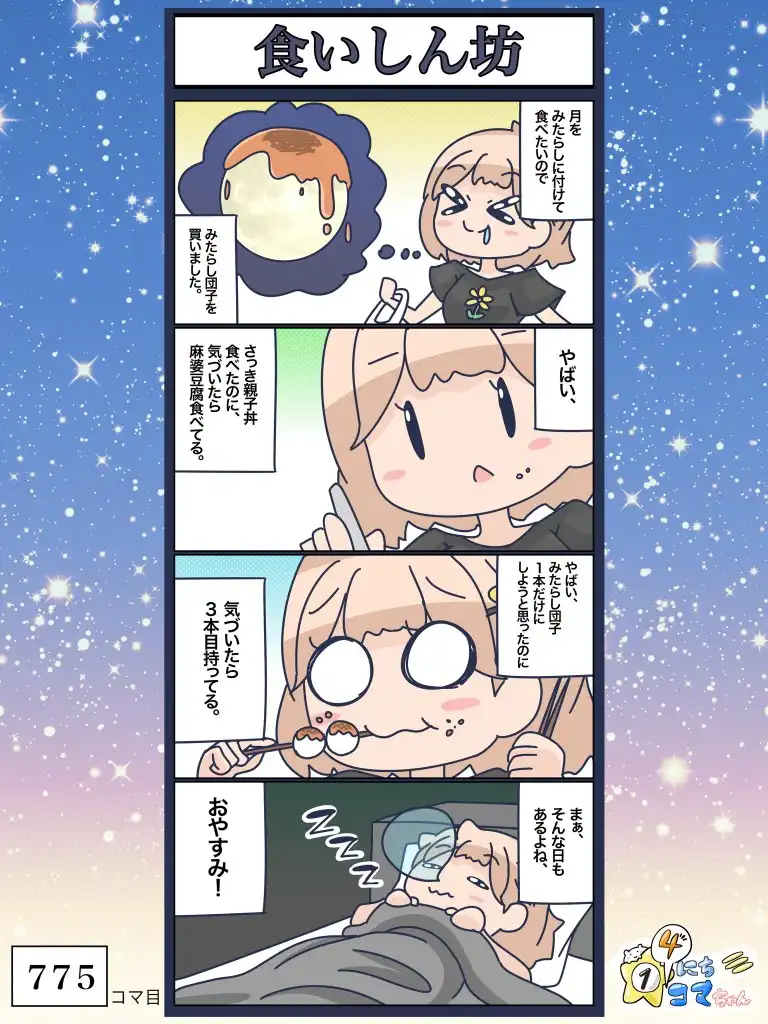 食いしん坊
月を
みたらしに付けて
食べたいので
みたらし団子を
買いました。
やばい、
さっき親子丼
食べたのに、
気づいたら
麻婆豆腐食べてる。
やばい、
みたらし団子
1本だけに
しようと思ったのに
気づいたら
3本目持ってる。
まぁ、
そんな日も
あるよね、
おやすみ！
ZZZZ
775
コマ目
1
4
にち
コマ
ちゃん